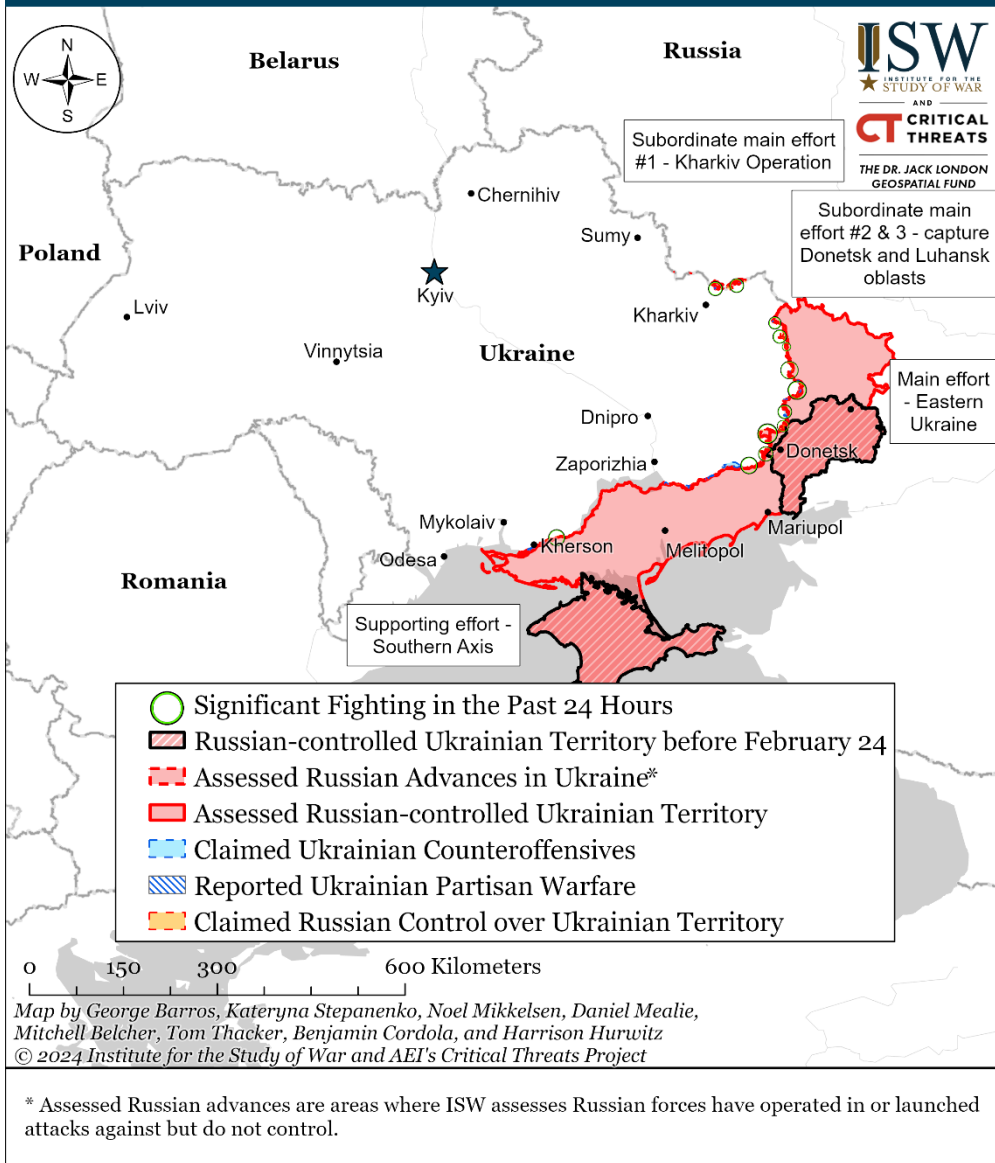 N
W
E
S
Belarus
Russia
ISW
INSTITUTE FOR THE
STUDY OF WAR
AND
CT CRITICAL
THREATS
THE DR. JACK LONDON
GEOSPATIAL FUND
Subordinate main effort
#1 - Kharkiv Operation
Subordinate main
effort #2 & 3 - capture
Donetsk and Luhansk
oblasts
Chernihiv
Sumy
Poland
Kyiv
Lviv
Kharkiv
Vinnytsia
Ukraine
Main effort
- Eastern
Ukraine
Dnipro
Donetsk
Zaporizhia
Mariupol
Mykolaiv
Kherson
Melitopol
Odesa
Romania
Supporting effort -
Southern Axis
Significant Fighting in the Past 24 Hours
Russian-controlled Ukrainian Territory before February 24
Assessed Russian Advances in Ukraine*
Assessed Russian-controlled Ukrainian Territory
Claimed Ukrainian Counteroffensives
Reported Ukrainian Partisan Warfare
Claimed Russian Control over Ukrainian Territory
0 150 300 600 Kilometers
Map by George Barros, Kateryna Stepanenko, Noel Mikkelsen, Daniel Mealie,
Mitchell Belcher, Tom Thacker, Benjamin Cordola, and Harrison Hurwitz
© 2024 Institute for the Study of War and AEI's Critical Threats Project
* Assessed Russian advances are areas where ISW assesses Russian forces have operated in or launched
attacks against but do not control.